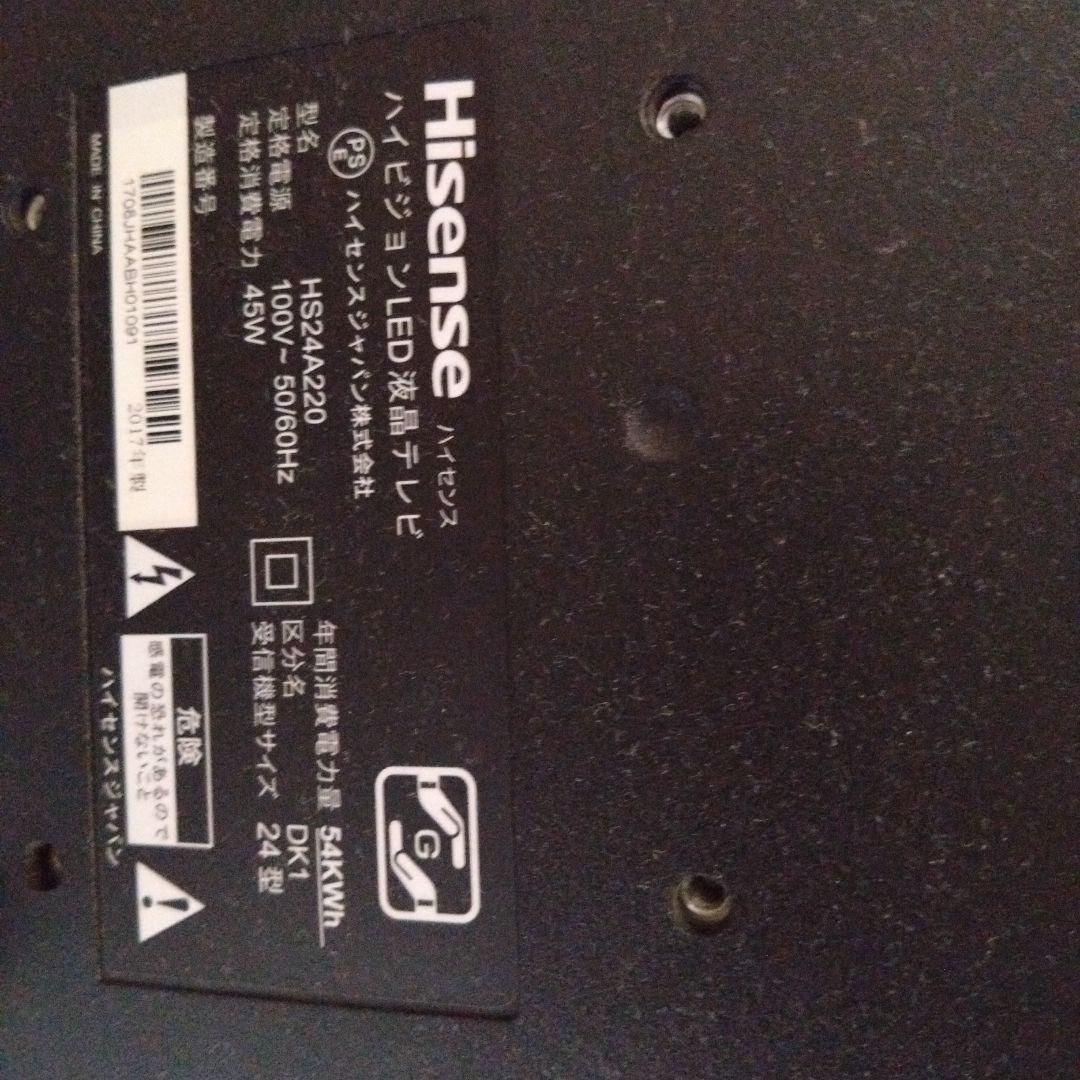 Hisense ハイセンス
ハイビジョンLED液晶テレビ
PS
E
ハイセンスジャパン株式会社
型名 HS24A220
定格電源 100V~ 50/60Hz
定格消費電力 45W
製造番号
1708JHAABH01091 2017年製
MADE IN CHINA
G
年間消費電力量 54KWh
区分名 DK1
受信機型サイズ 24型
危険
感電の恐れがあるので
開けないこと
ハイセンスジャパン